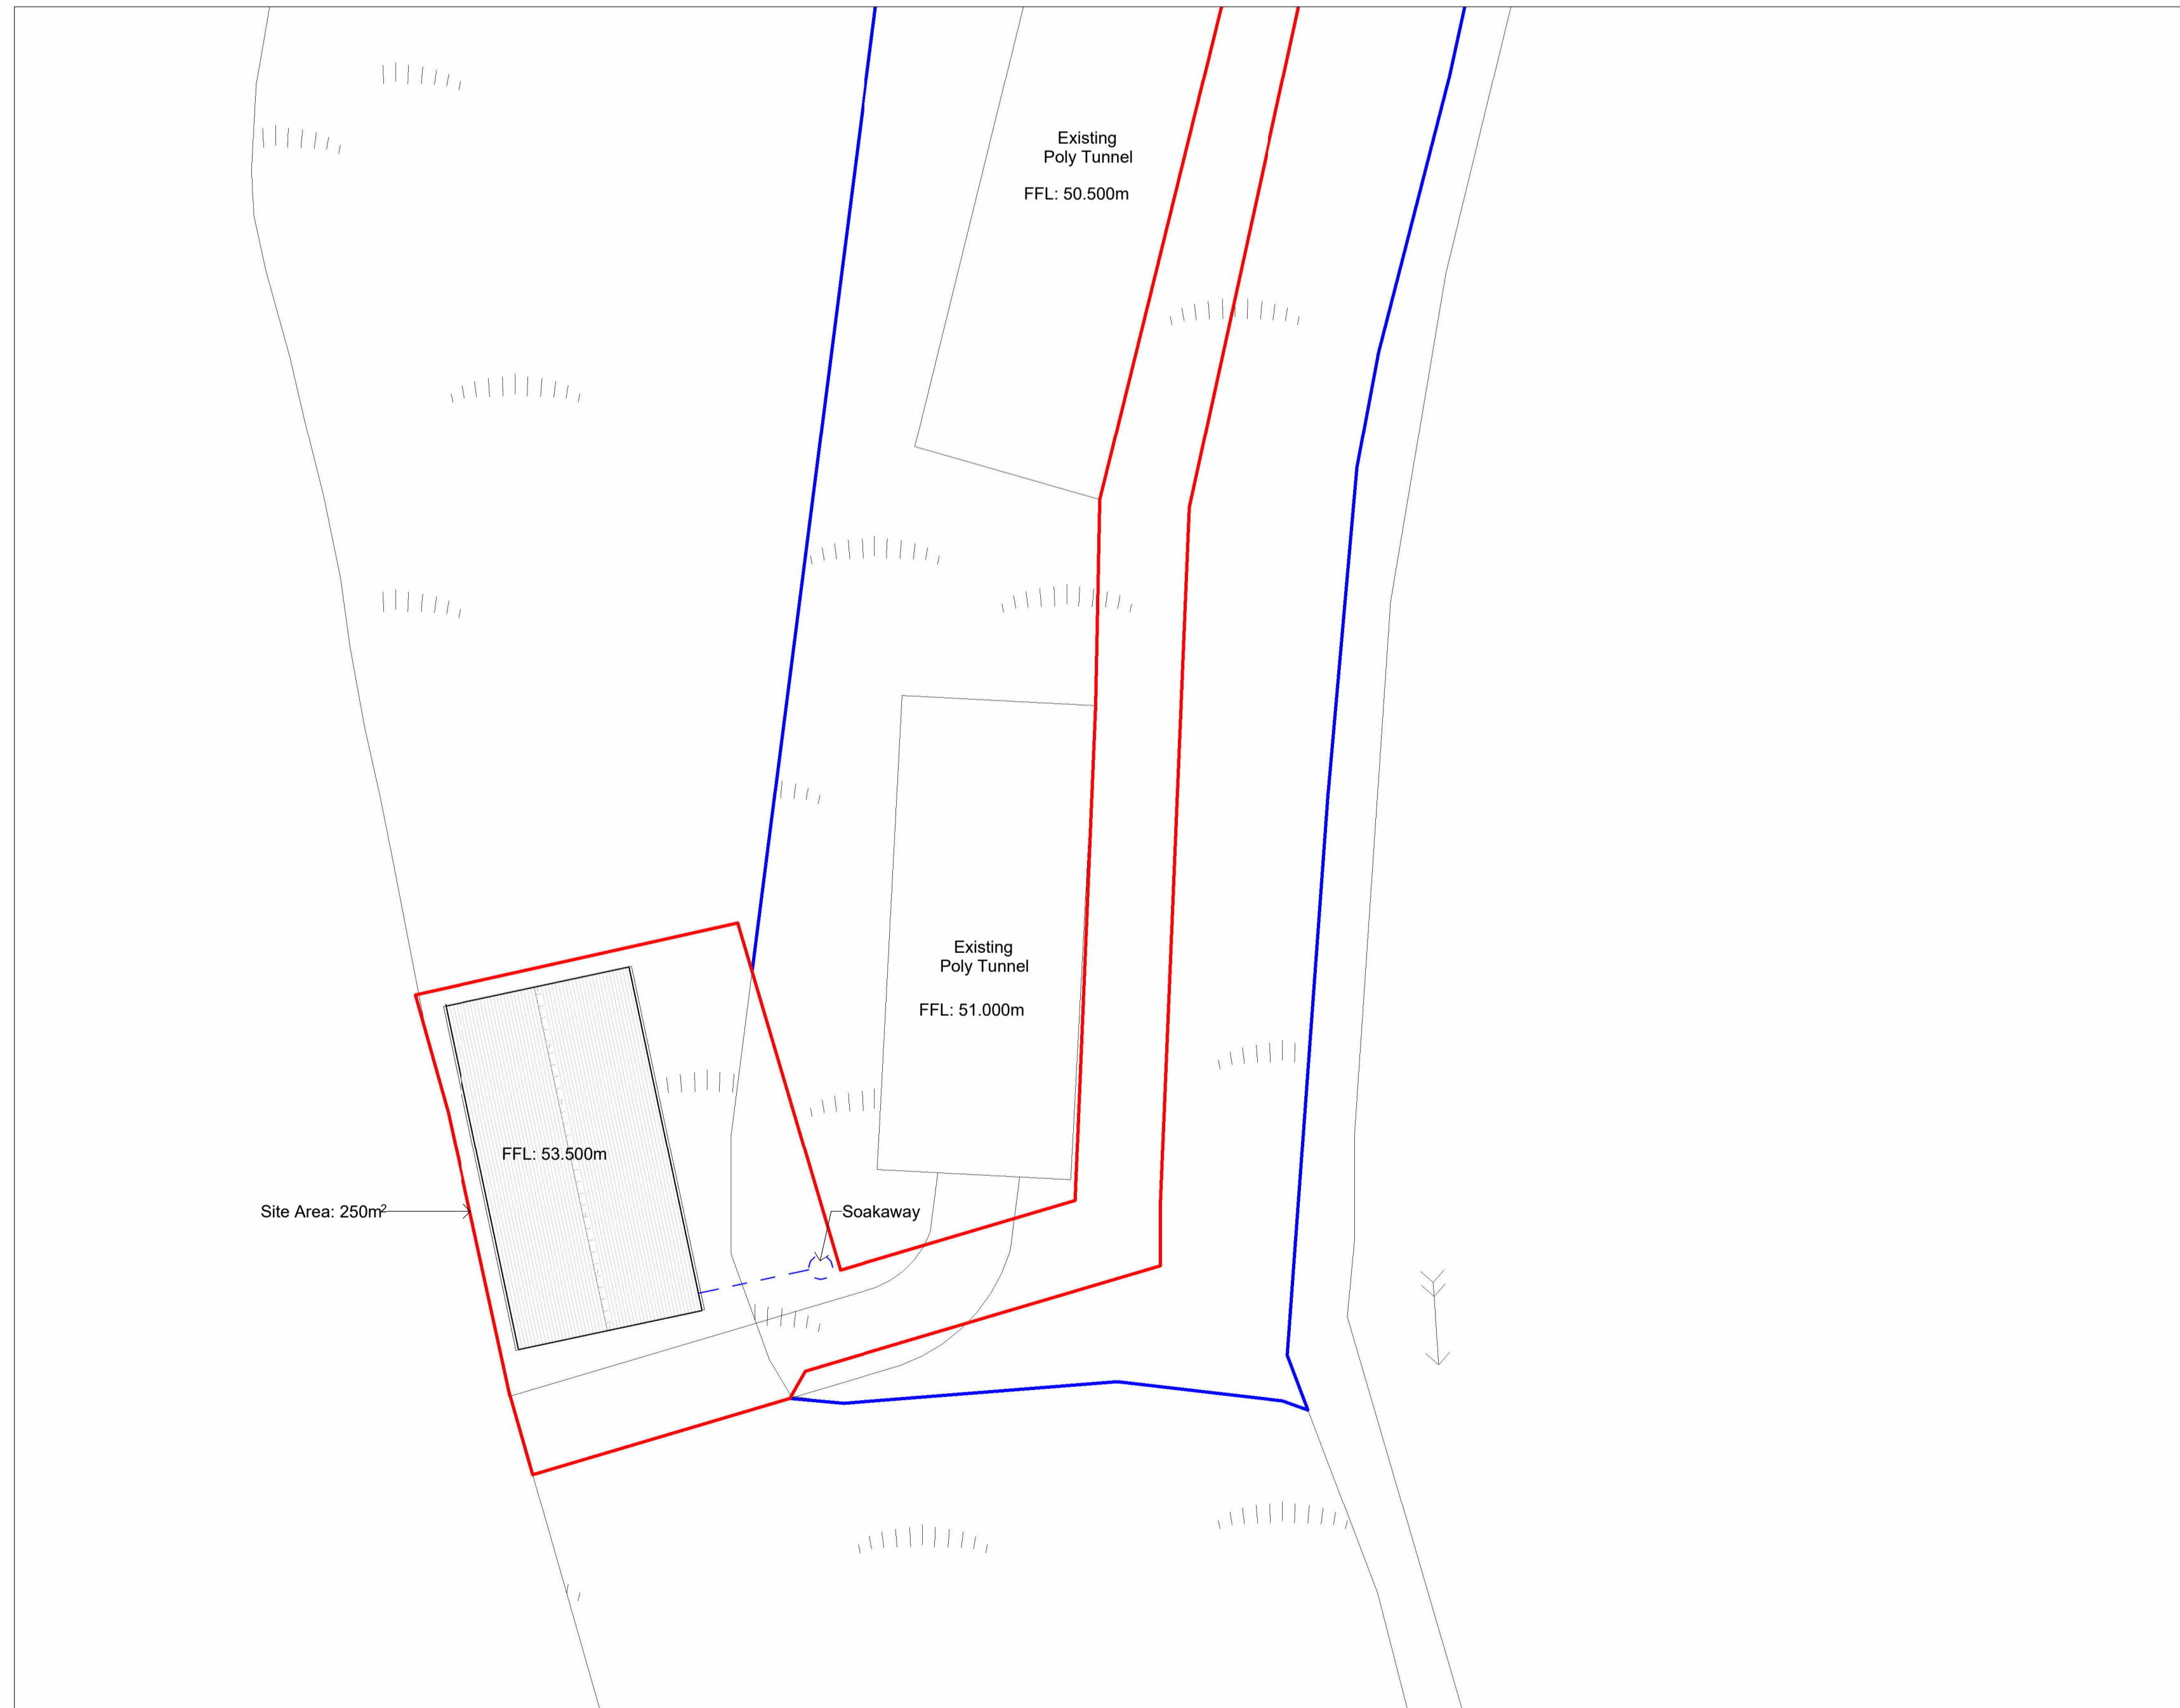 Existing
Poly Tunnel
FFL: 50.500m
Existing
Poly Tunnel
FFL: 51.000m
FFL: 53.500m
Site Area: 250m²
Soakaway